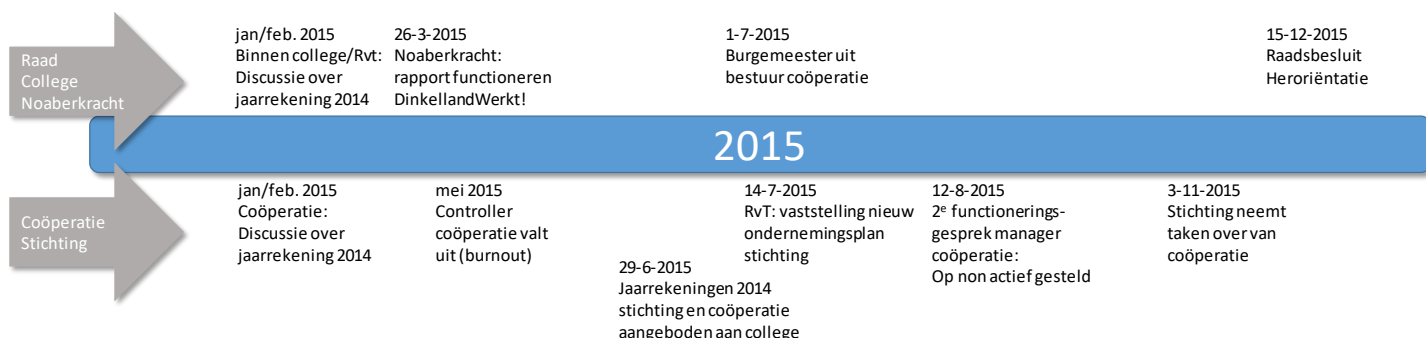 Raad
College
Noaberkracht
jan/feb. 2015
Binnen college/Rvt:
Discussie over
jaarrekening 2014
26-3-2015
Noaberkracht:
rapport functioneren
DinkellandWerkt!
1-7-2015
Burgemeester uit
bestuur coöperatie
15-12-2015
Raadsbesluit
Heroriëntatie
2015
Coöperatie
Stichting
jan/feb. 2015
Coöperatie:
Discussie over
jaarrekening 2014
mei 2015
Controller
coöperatie valt
uit (burnout)
29-6-2015
Jaarrekeningen 2014
stichting en coöperatie
aangeboden aan college
14-7-2015
RvT: vaststelling nieuw
ondernemingsplan
stichting
12-8-2015
2e functionerings-
gesprek manager
coöperatie:
Op non actief gesteld
3-11-2015
Stichting neemt
taken over van
coöperatie